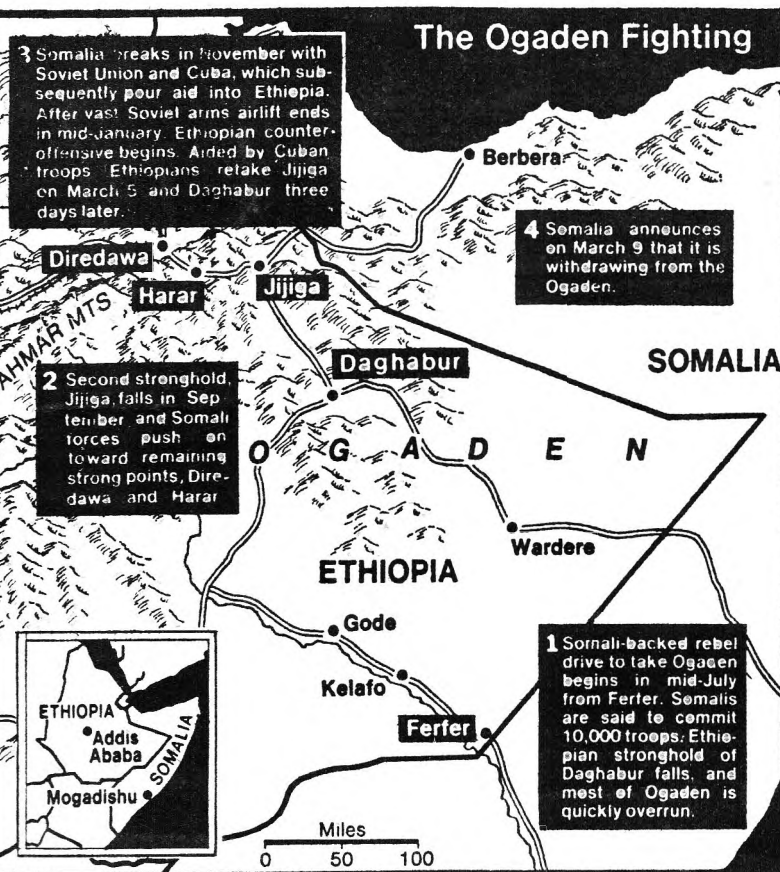 The Ogaden Fighting
3 Somalia breaks in November with
Soviet Union and Cuba, which sub-
sequently pour aid into Ethiopia.
After vast Soviet arms airlift ends
in mid-January, Ethiopian counter-
offensive begins. Aided by Cuban
troops Ethiopians retake Jijiga
on March 5 and Daghabur three
days later.
Berbera
4 Somalia announces
on March 9 that it is
withdrawing from the
Ogaden.
Diredawa
Harar
Jijiga
AHMAR MTS
Daghabur
SOMALIA
2 Second stronghold,
Jijiga, falls in Sep
tember and Somali
forces push on
toward remaining
strong points, Dire-
dawa and Harar
O G A D E N
Wardere
ETHIOPIA
Gode
Kelafo
Ferfer
1 Somali-backed rebel
drive to take Ogaden
begins in mid-July
from Ferfer. Somalis
are said to commit
10,000 troops. Ethio-
pian stronghold of
Daghabur falls, and
most of Ogaden is
quickly overrun.
ETHIOPIA
Addis
Ababa
SOMALIA
Mogadishu
Miles
0 50 100